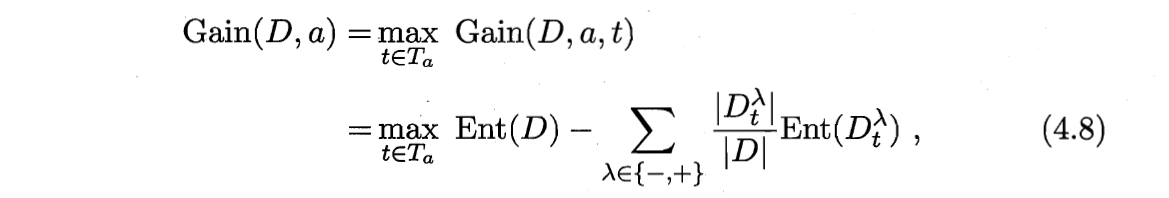 Gain(D, a) = max_{t∈T_a} Gain(D, a, t)
= max_{t∈T_a} Ent(D) − ∑_{λ∈{−,+}} |D_t^λ| / |D| Ent(D_t^λ) , (4.8)